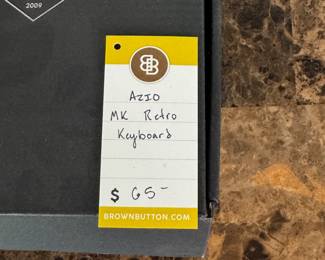 2009
BB
AZIO
MK Retro
Keyboard
$ 65-
BROWNBUTTON.COM